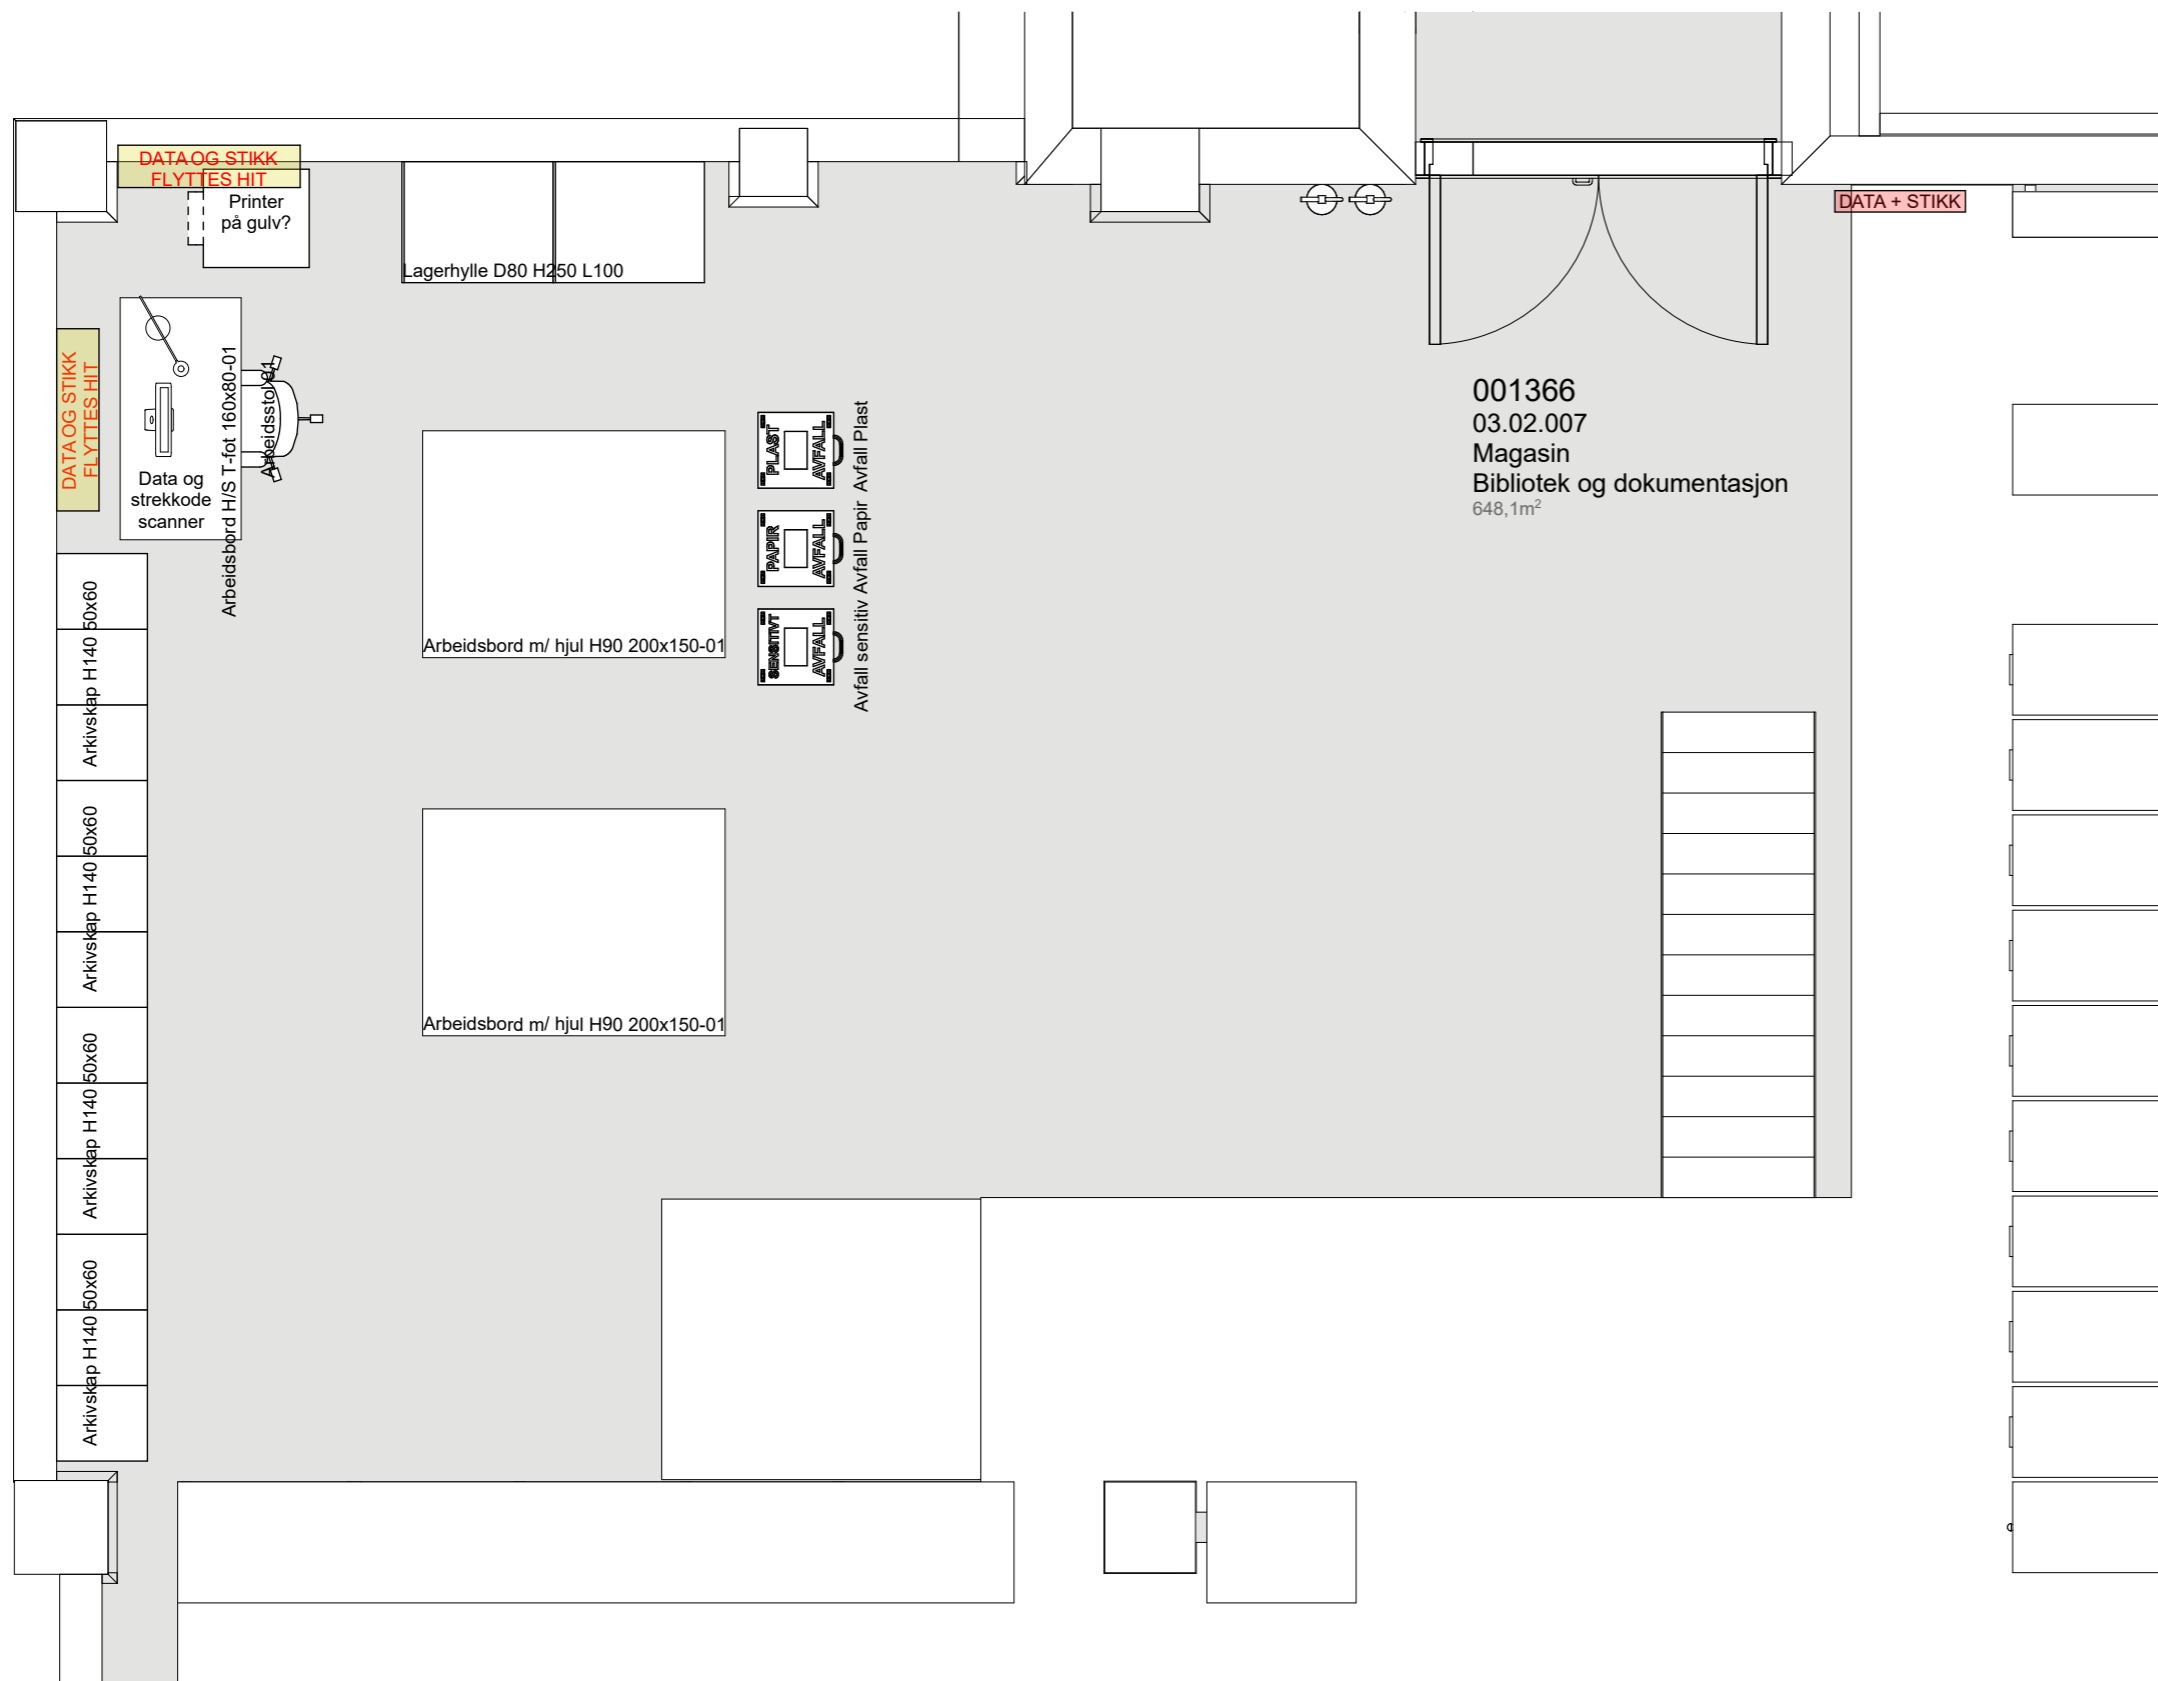 DATA OG STIKK
FLYTTES HIT
Printer
på gulv?
Lagerhylle D80 H250 L100
DATA + STIKK
DATA OG STIKK
FLYTTES HIT
Data og
strekkode
scanner
Arbeidsbord H/S T-fot 160x80-01
Arbeidsstol 01
001366
03.02.007
Magasin
Bibliotek og dokumentasjon
648,1m²
PLAST
AVFALL
Avfall Plast
PAPIR
AVFALL
Avfall Papir
SENSITIVT
AVFALL
Avfall sensitiv
Arbeidsbord m/ hjul H90 200x150-01
Arkivskap H140 50x60
Arkivskap H140 50x60
Arbeidsbord m/ hjul H90 200x150-01
Arkivskap H140 50x60
Arkivskap H140 50x60